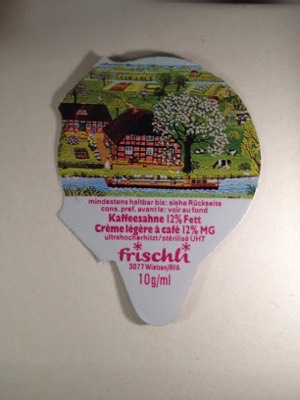 mindestens haltbar bis: siehe Rückseite
cons. pref. avant le: voir au fond
Kaffeesahne 12% Fett
Crème légère à café 12% MG
ultrahocherhitzt/stérilisé UHT
frischli
3077 Wietzen/RFA
10g/ml